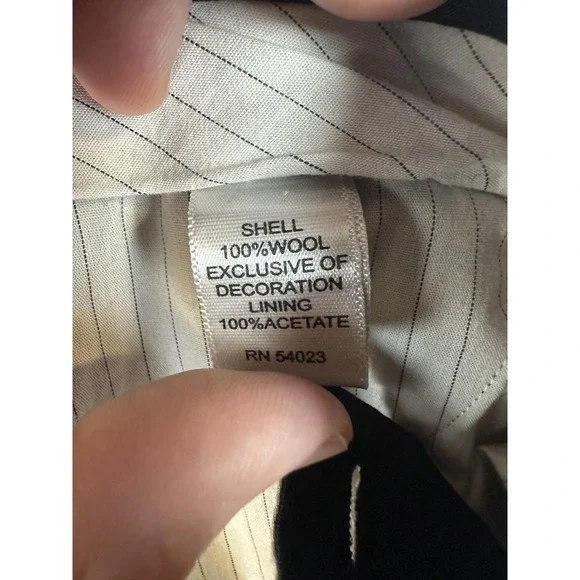 SHELL
100%WOOL
EXCLUSIVE OF
DECORATION
LINING
100%ACETATE
RN 54023